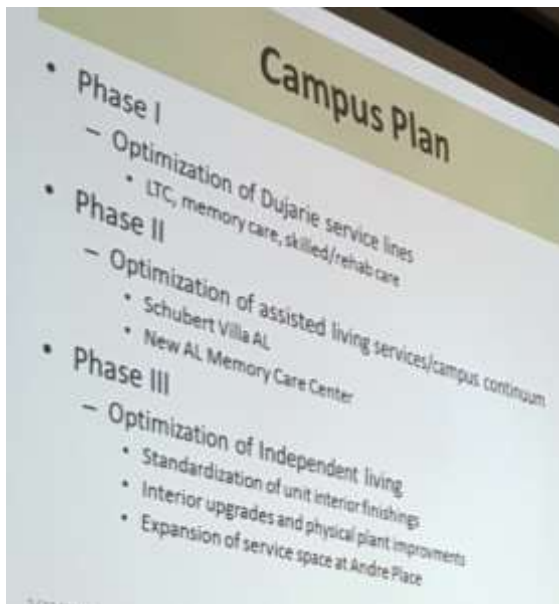 Campus Plan
• Phase I
– Optimization of Dujarie service lines
• LTC, memory care, skilled/rehab care
• Phase II
– Optimization of assisted living services/campus continuum
• Schubert Villa AL
• New AL Memory Care Center
• Phase III
– Optimization of Independent living
• Standardization of unit interior finishings
• Interior upgrades and physical plant improvments
• Expansion of service space at Andre Place